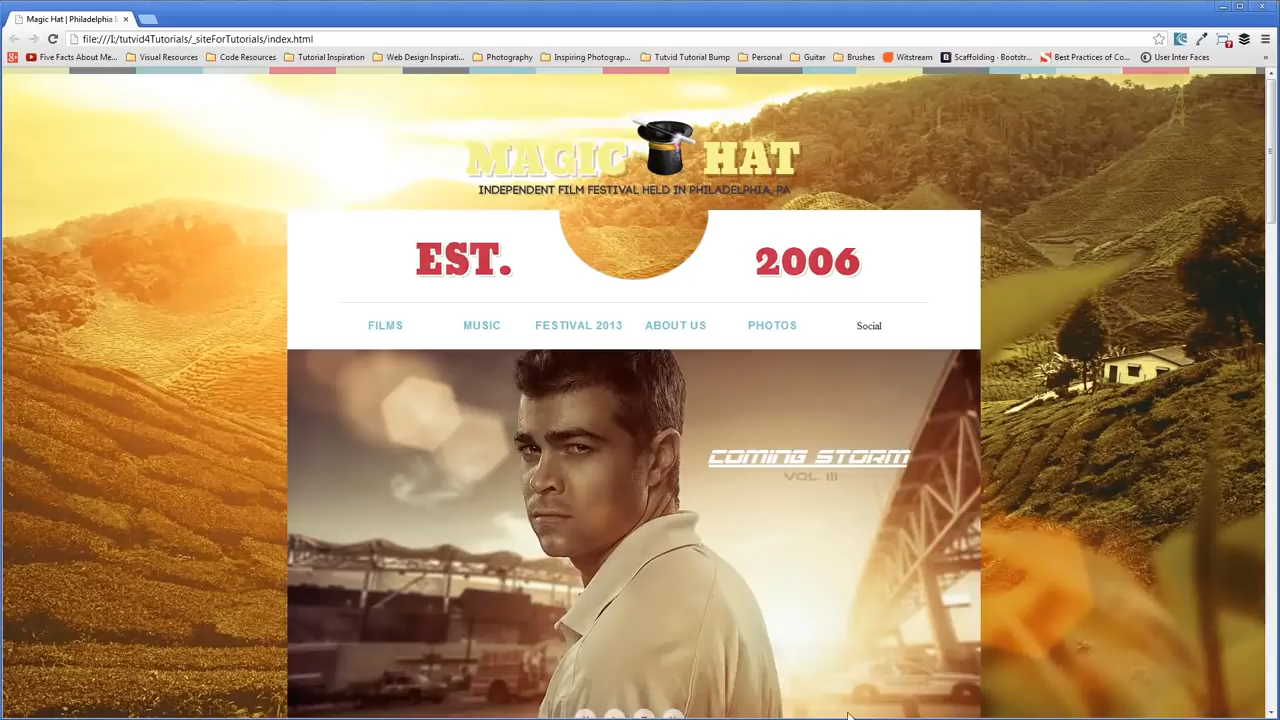 Magic Hat | Philadelphia
file:///I:/tutvid4Tutorials/_siteForTutorials/index.html
Five Facts About Me... Visual Resources Code Resources Tutorial Inspiration Web Design Inspirati... Photography Inspiring Photograp... Tutvid Tutorial Bump Personal Guitar Brushes Witstream Scaffolding · Bootstr... Best Practices of Co... User Inter Faces »
MAGIC HAT
INDEPENDENT FILM FESTIVAL HELD IN PHILADELPHIA, PA
EST. 2006
FILMS MUSIC FESTIVAL 2013 ABOUT US PHOTOS Social
COMING STORM
VOL. III